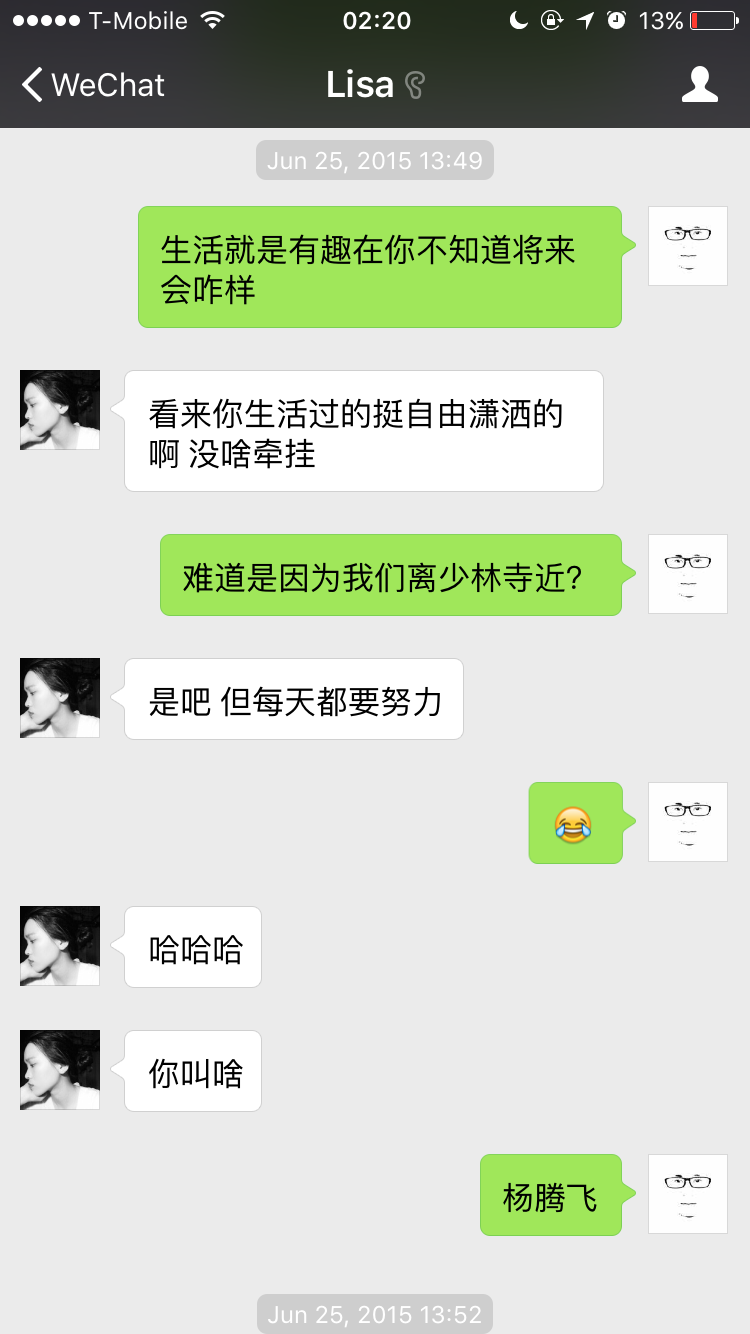 T-Mobile 02:20 13%
WeChat Lisa
Jun 25, 2015 13:49
生活就是有趣在你不知道将来
会咋样
看来你生活过的挺自由潇洒的
啊 没啥牵挂
难道是因为我们离少林寺近?
是吧 但每天都要努力
😂
哈哈哈
你叫啥
杨腾飞
Jun 25, 2015 13:52